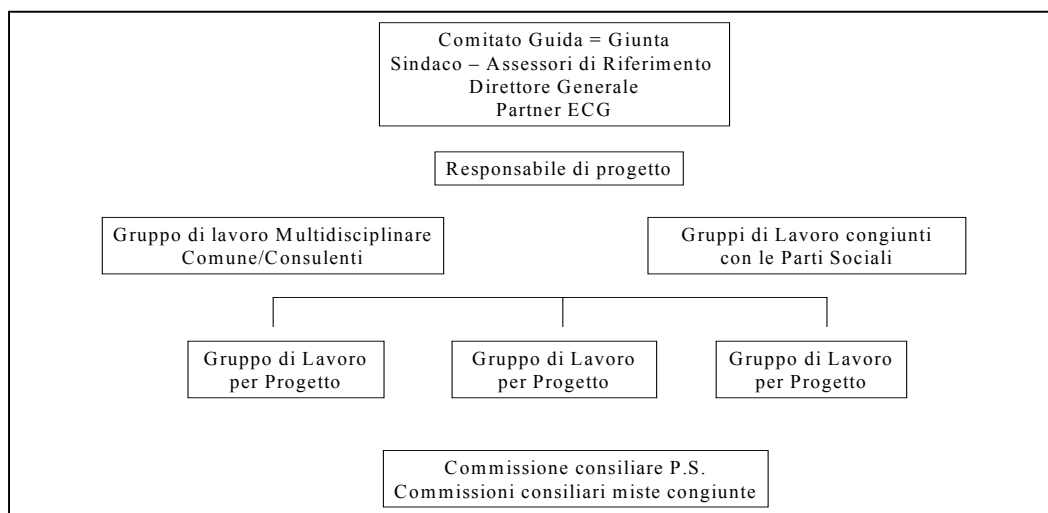 Comitato Guida = Giunta
Sindaco – Assessori di Riferimento
Direttore Generale
Partner ECG
Responsabile di progetto
Gruppo di lavoro Multidisciplinare
Comune/Consulenti
Gruppi di Lavoro congiunti
con le Parti Sociali
Gruppo di Lavoro
per Progetto
Gruppo di Lavoro
per Progetto
Gruppo di Lavoro
per Progetto
Commissione consiliare P.S.
Commissioni consiliari miste congiunte